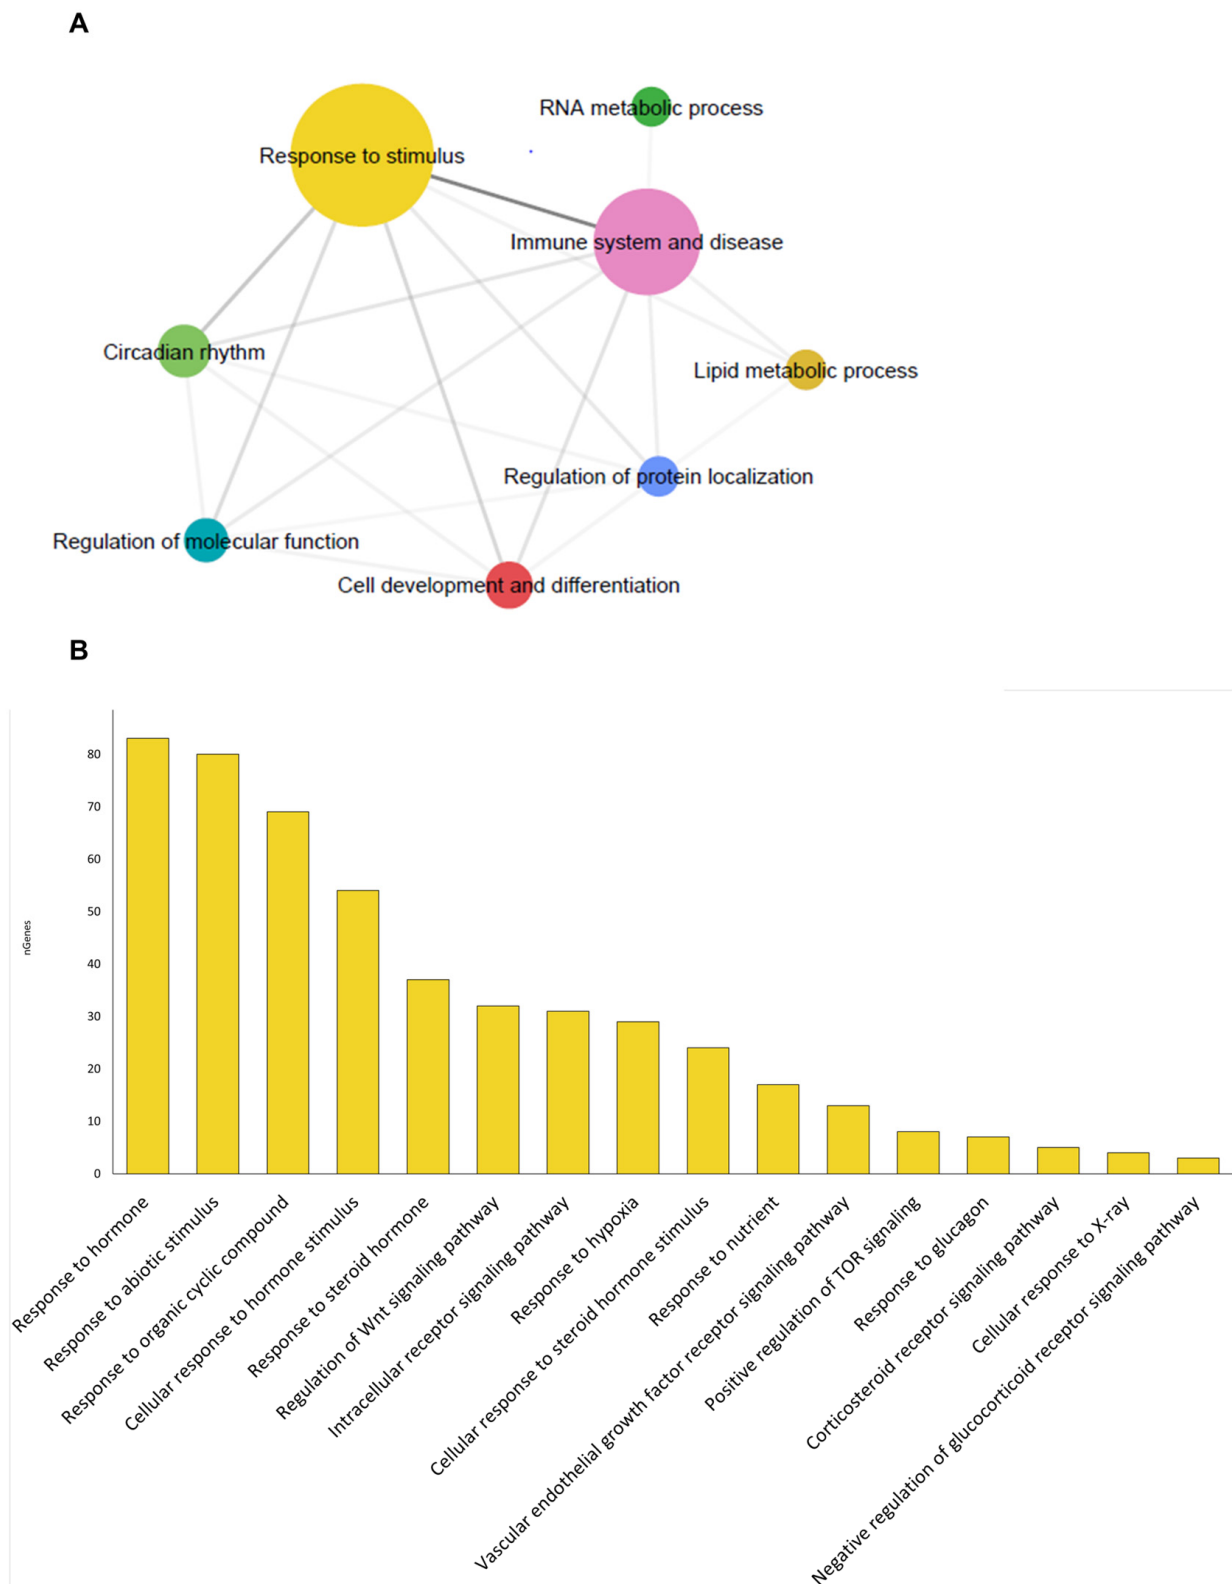 A
RNA metabolic process
Response to stimulus
Immune system and disease
Circadian rhythm
Lipid metabolic process
Regulation of protein localization
Regulation of molecular function
Cell development and differentiation
B
nGenes
80
70
60
50
40
30
20
10
0
Response to hormone
Response to abiotic stimulus
Response to organic cyclic compound
Cellular response to hormone stimulus
Response to steroid hormone
Regulation of Wnt signaling pathway
Intracellular receptor signaling pathway
Response to hypoxia
Cellular response to steroid hormone stimulus
Response to nutrient
Vascular endothelial growth factor receptor signaling pathway
Positive regulation of TOR signaling
Response to glucagon
Corticosteroid receptor signaling pathway
Cellular response to X-ray
Negative regulation of glucocorticoid receptor signaling pathway